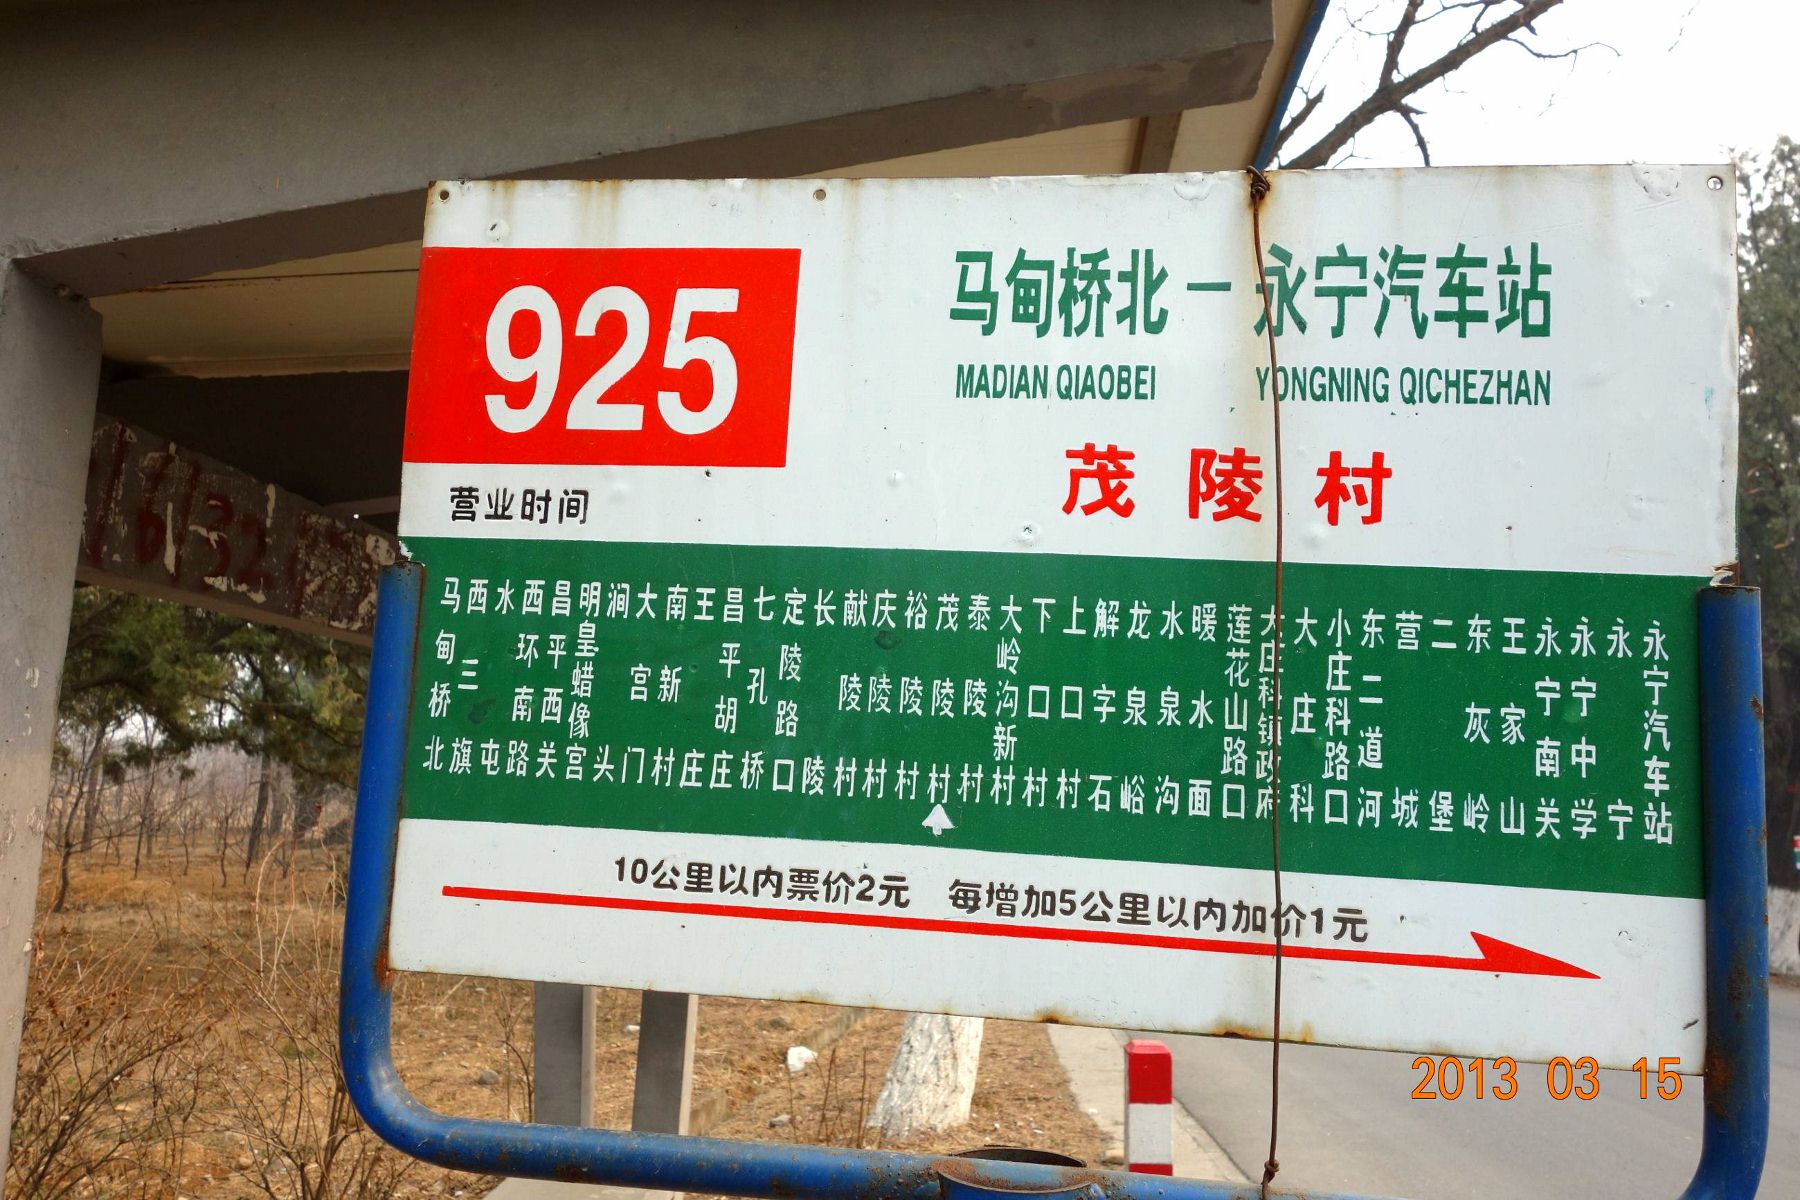 925
马甸桥北－永宁汽车站
MADIAN QIAOBEI YONGNING QICHEZHAN
茂陵村
营业时间
马甸桥北
西三旗
水屯
西环南路
昌平西关
明皇蜡像宫
涧头
大宫门
南新村
王庄
昌平胡庄
七孔桥
定陵路口
长陵
献陵村
庆陵村
裕陵村
茂陵村
泰陵村
大岭沟新村
下口村
上口村
解字石
龙泉峪
水泉沟
暖水面
莲花山路口
大庄科镇政府
大庄科
小庄科路口
东二道河
营城
二堡
东灰岭
王家山
永宁南关
永宁中学
永宁
永宁汽车站
10公里以内票价2元 每增加5公里以内加价1元
2013 03 15